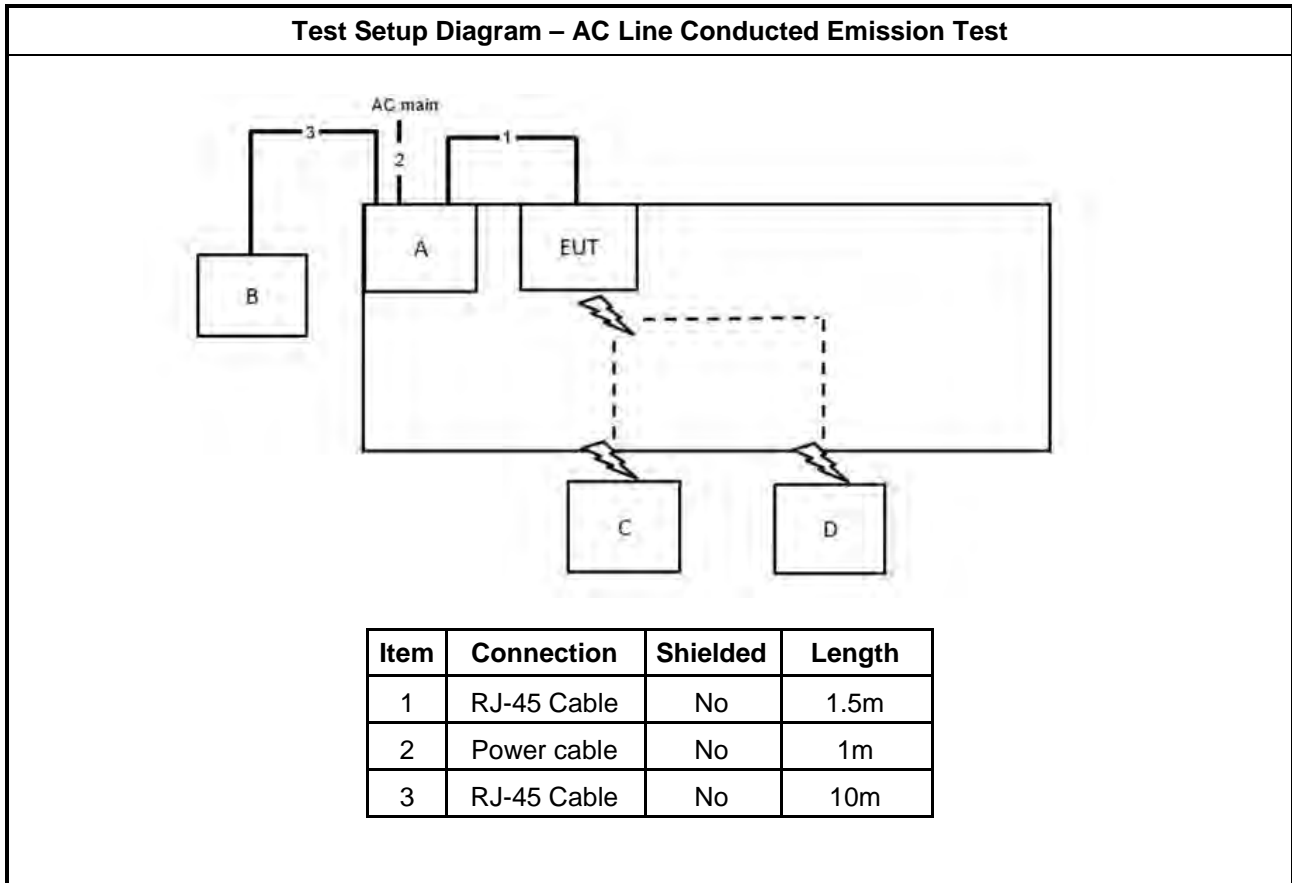 Test Setup Diagram – AC Line Conducted Emission Test
AC main
3
1
2
A
EUT
B
C
D
Item Connection Shielded Length
1 RJ-45 Cable No 1.5m
2 Power cable No 1m
3 RJ-45 Cable No 10m